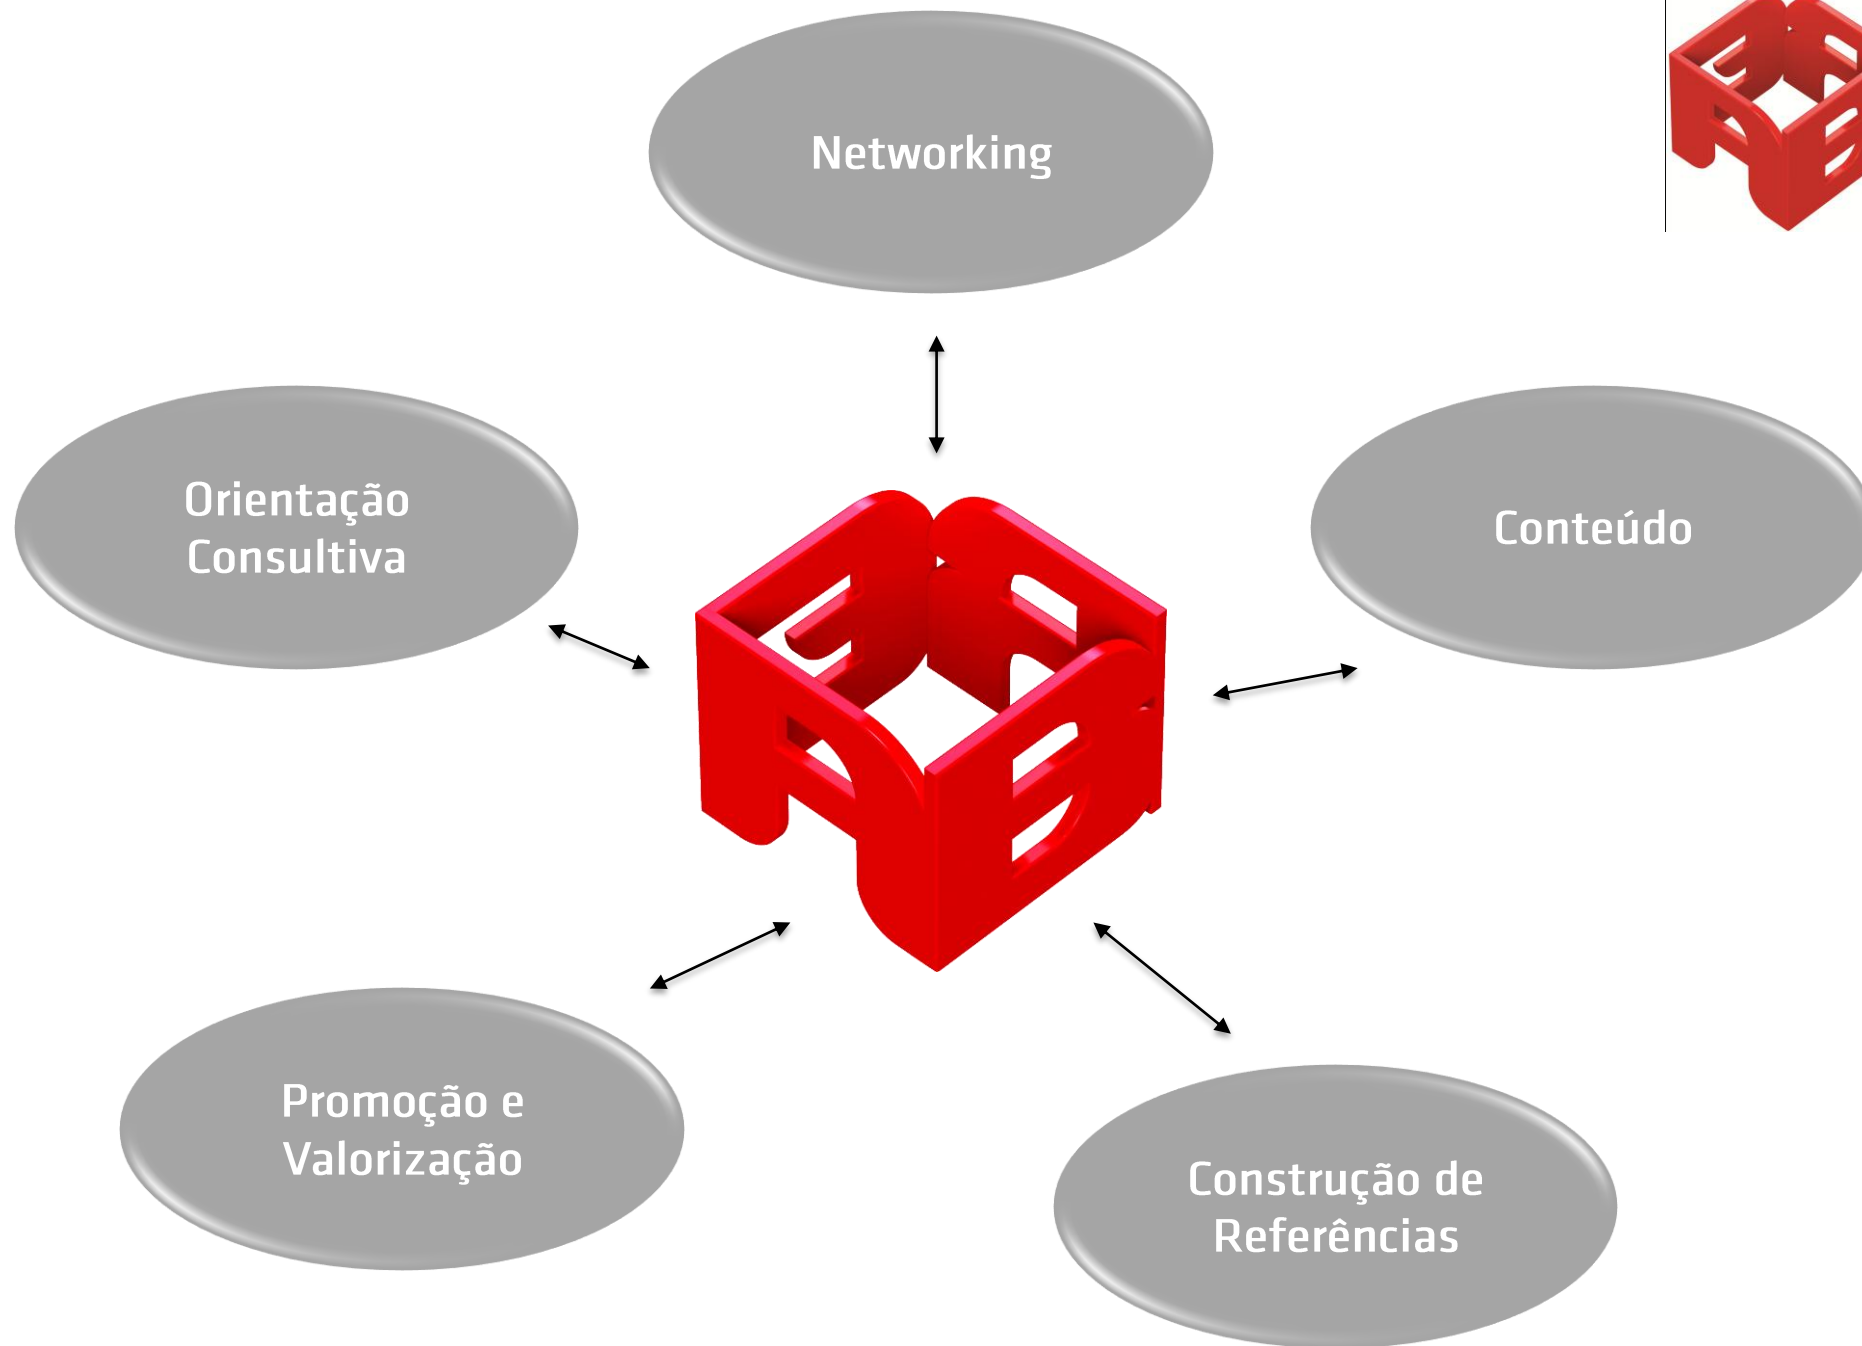 Networking
Orientação
Consultiva
Conteúdo
Promoção e
Valorização
Construção de
Referências